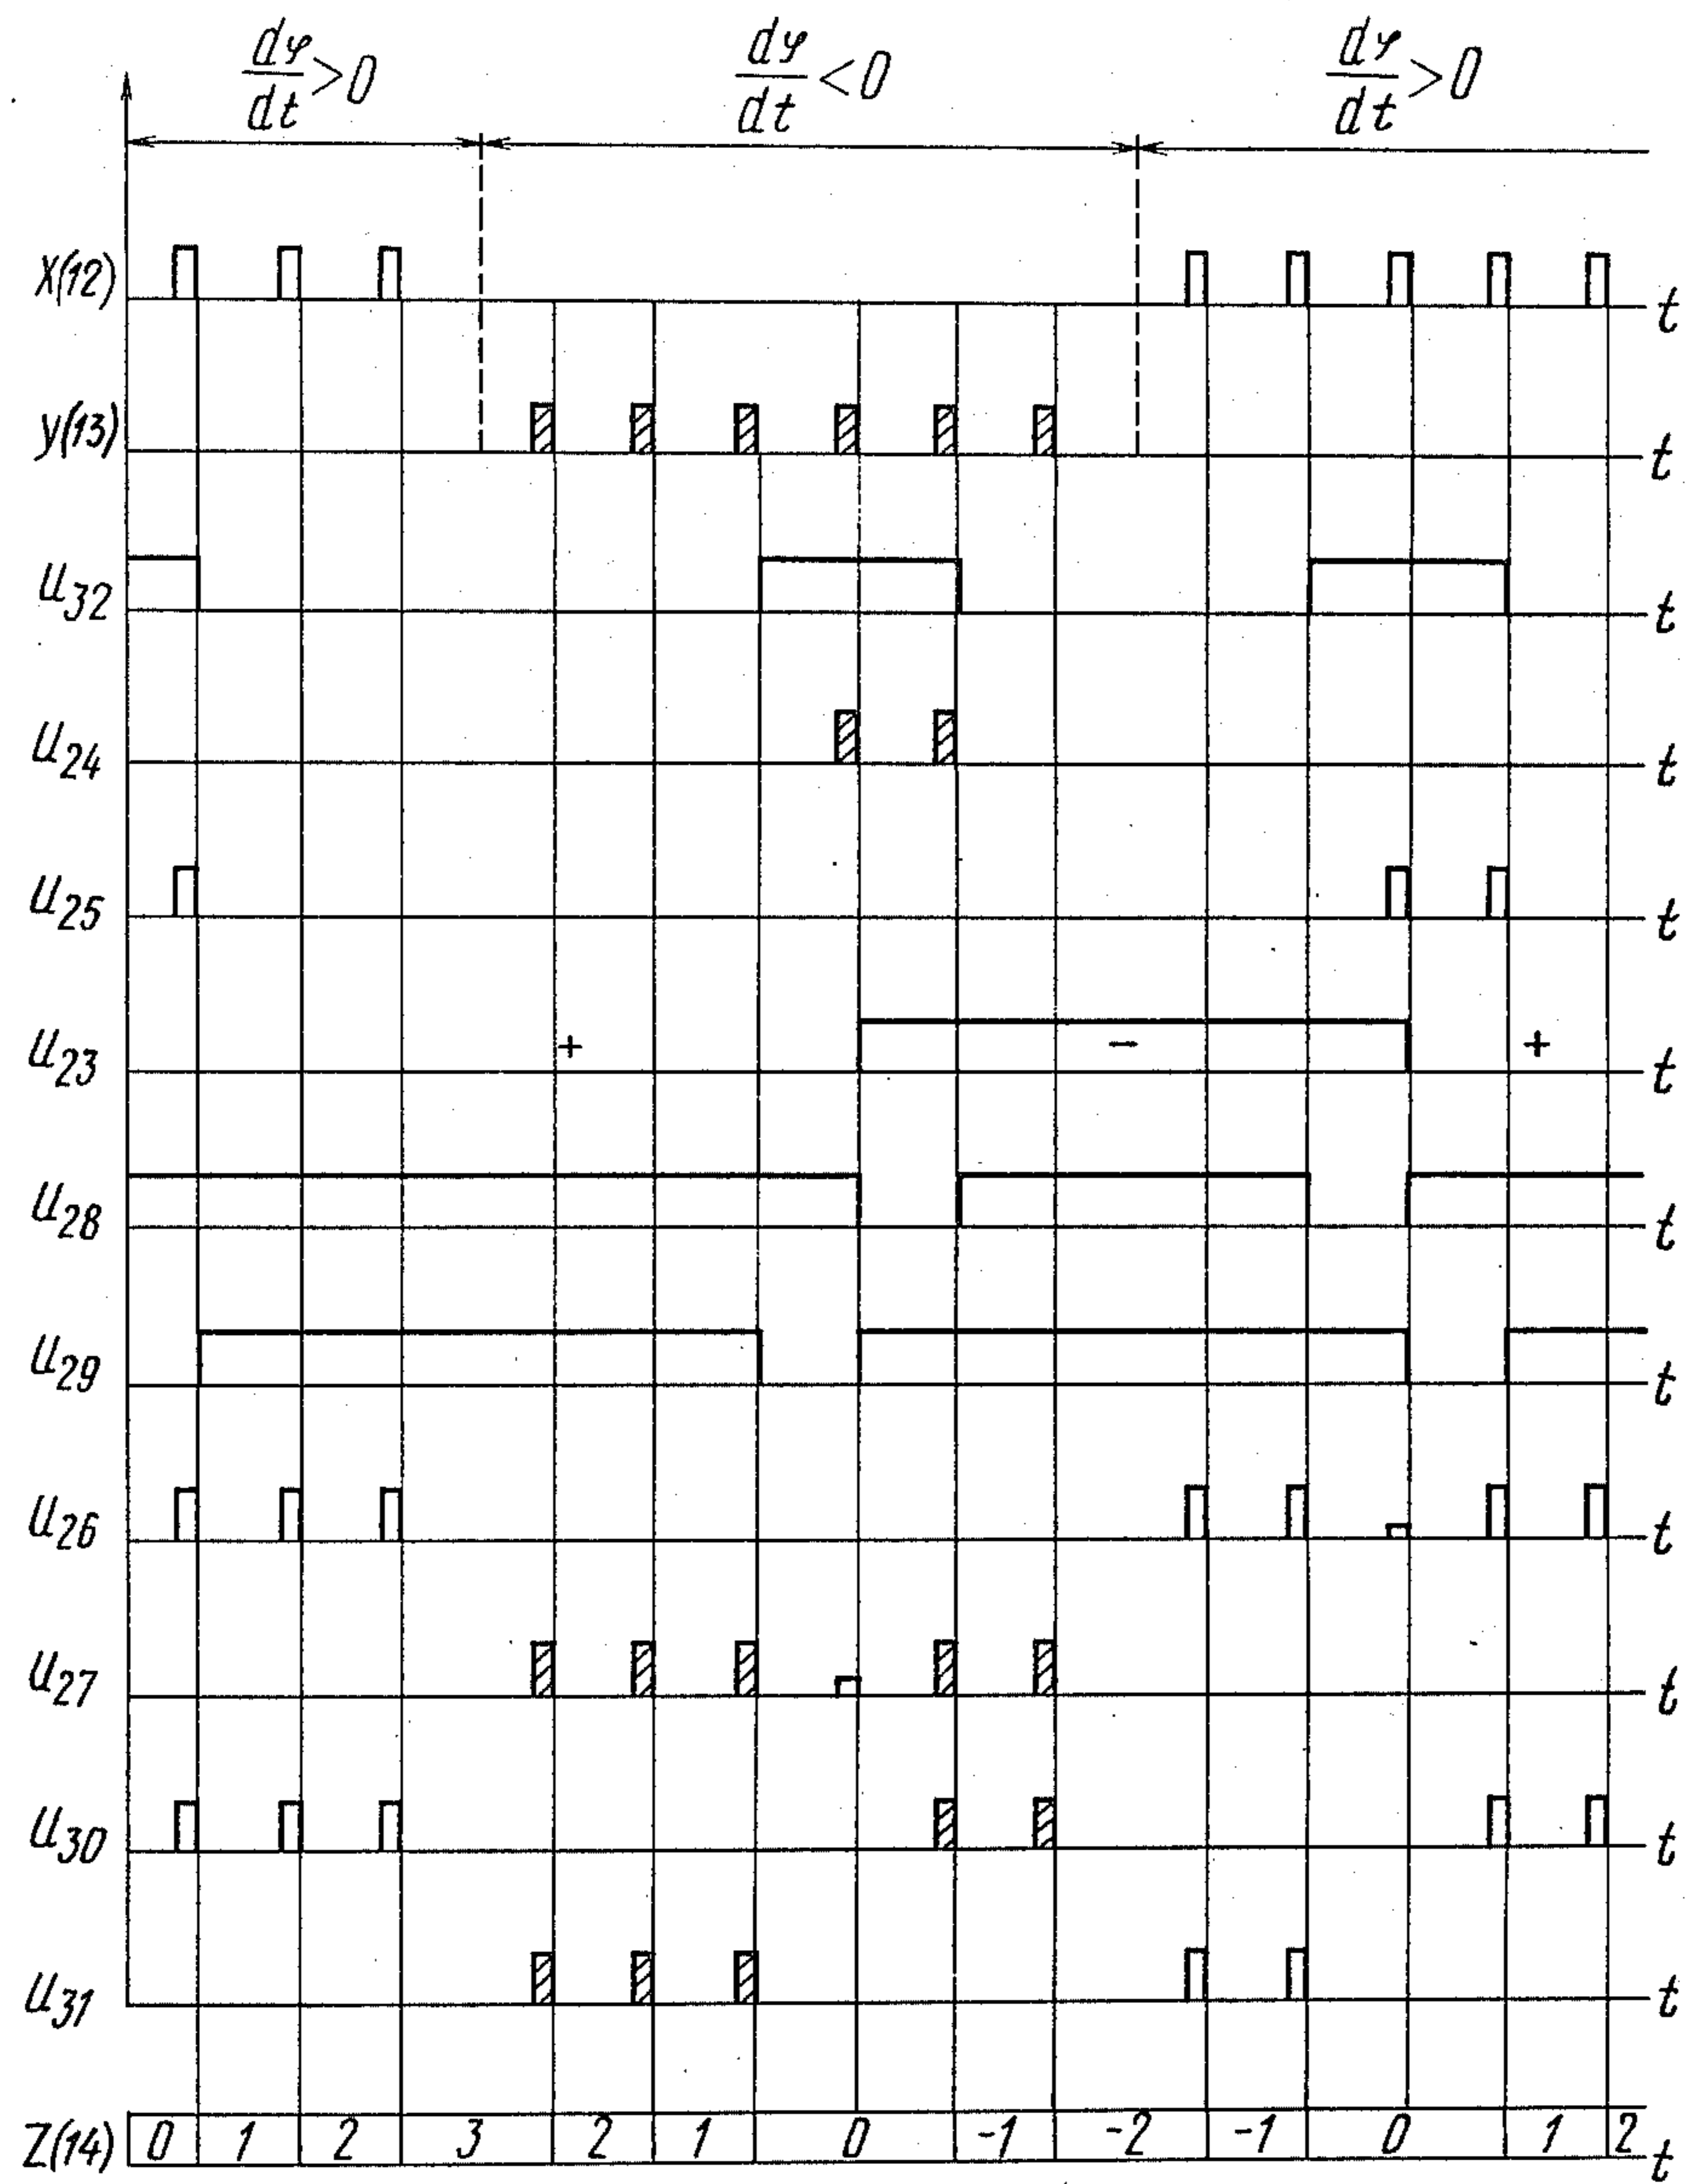 dφ/dt>0 dφ/dt<0 dφ/dt>0
X(12) t
y(13) t
U32 t
U24 t
U25 t
U23 + − + t
U28 t
U29 t
U26 t
U27 t
U30 t
U31 t
Z(14) 0 1 2 3 2 1 0 -1 -2 -1 0 1 2 t